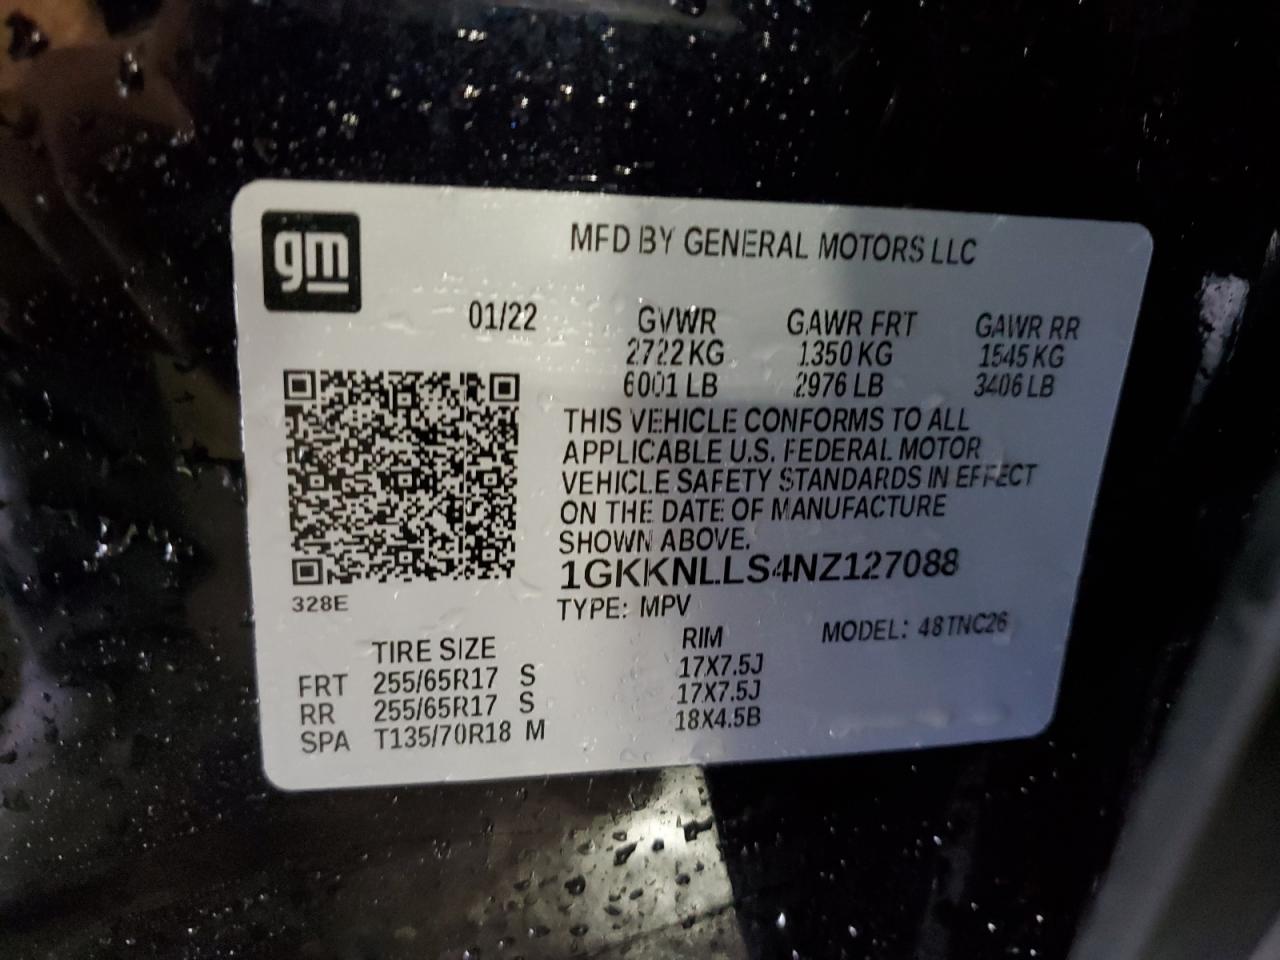 gm
MFD BY GENERAL MOTORS LLC
01/22 GVWR GAWR FRT GAWR RR
2722 KG 1350 KG 1545 KG
6001 LB 2976 LB 3406 LB
THIS VEHICLE CONFORMS TO ALL
APPLICABLE U.S. FEDERAL MOTOR
VEHICLE SAFETY STANDARDS IN EFFECT
ON THE DATE OF MANUFACTURE
SHOWN ABOVE.
1GKKNLLS4NZ127088
328E
TYPE: MPV MODEL: 48TNC26
TIRE SIZE RIM
FRT 255/65R17 S 17X7.5J
RR 255/65R17 S 17X7.5J
SPA T135/70R18 M 18X4.5B